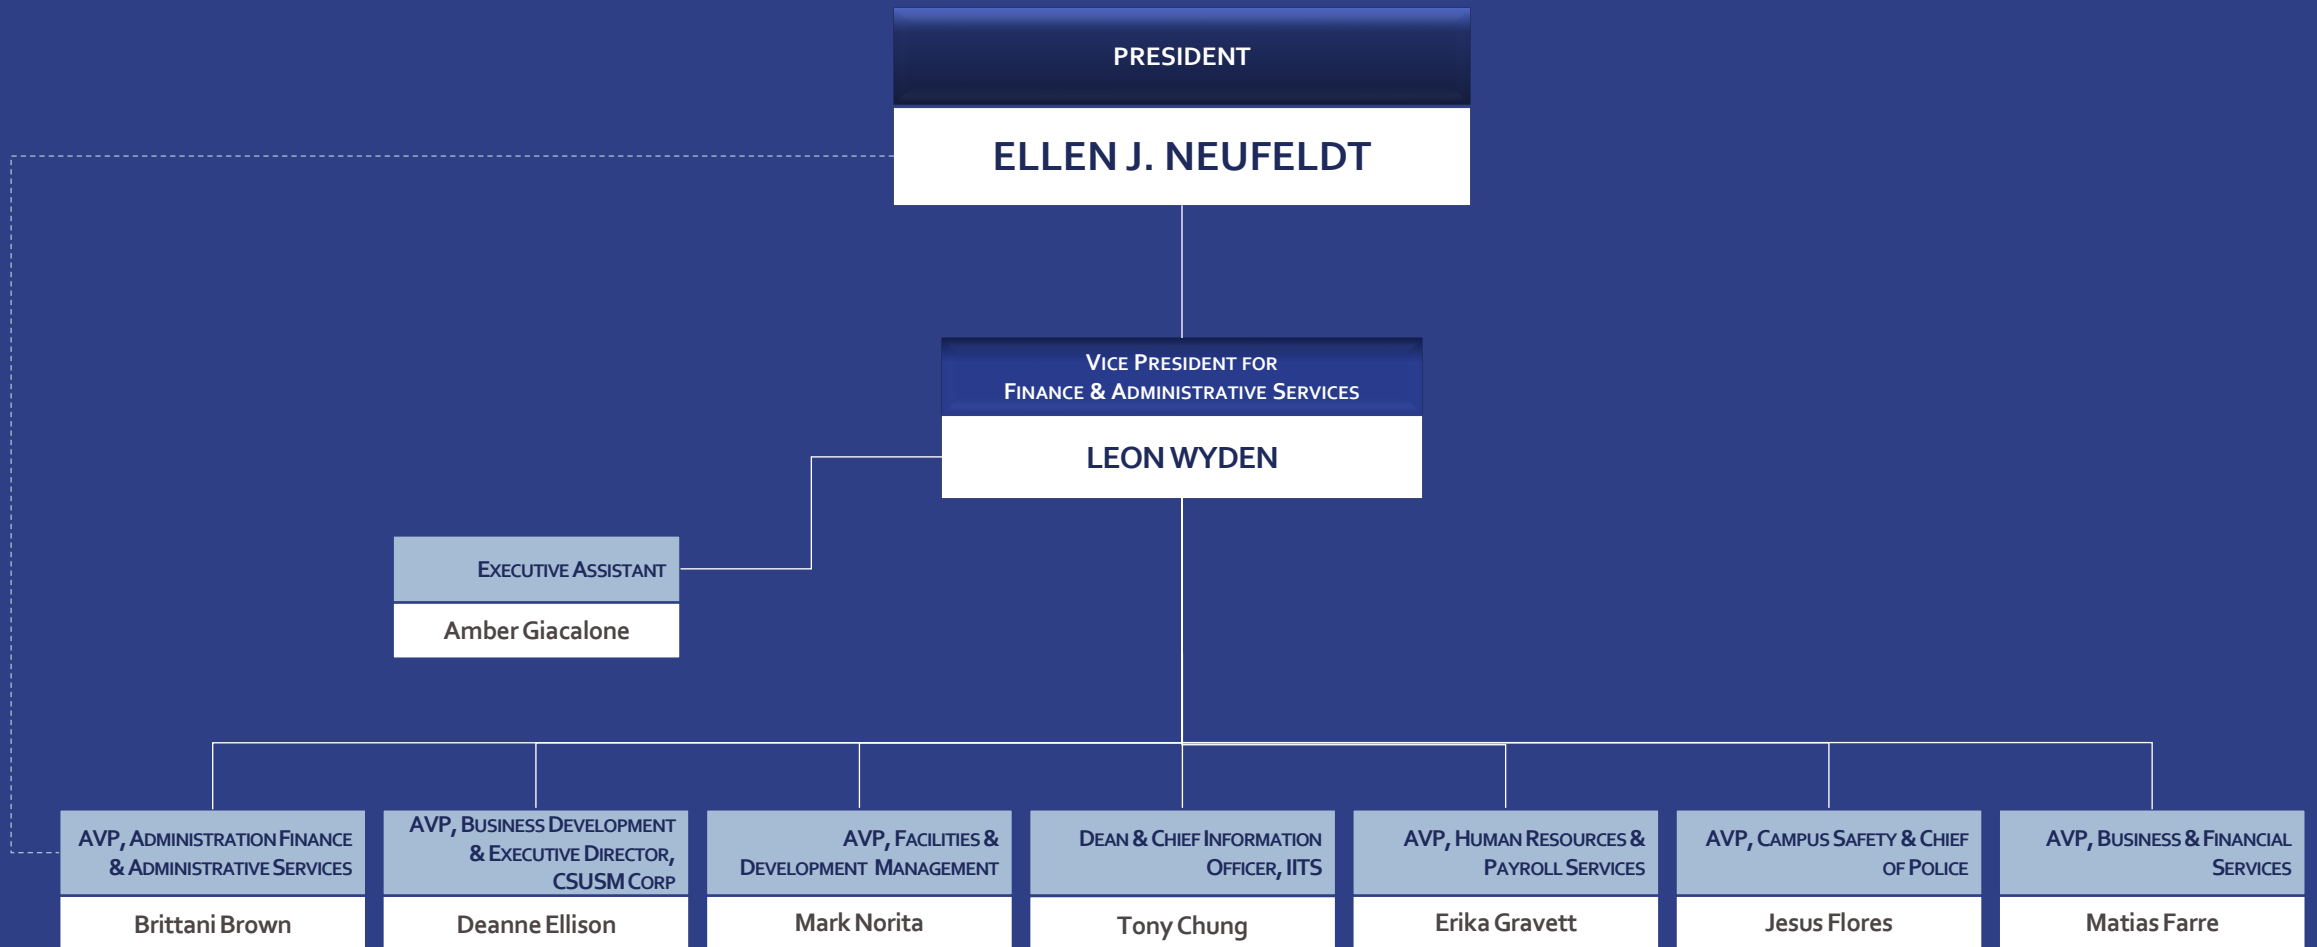 PRESIDENT
ELLEN J. NEUFELDT
VICE PRESIDENT FOR
FINANCE & ADMINISTRATIVE SERVICES
LEON WYDEN
EXECUTIVE ASSISTANT
Amber Giacalone
AVP, ADMINISTRATION FINANCE
& ADMINISTRATIVE SERVICES
Brittani Brown
AVP, BUSINESS DEVELOPMENT
& EXECUTIVE DIRECTOR,
CSUSM CORP
Deanne Ellison
AVP, FACILITIES &
DEVELOPMENT MANAGEMENT
Mark Norita
DEAN & CHIEF INFORMATION
OFFICER, IITS
Tony Chung
AVP, HUMAN RESOURCES &
PAYROLL SERVICES
Erika Gravett
AVP, CAMPUS SAFETY & CHIEF
OF POLICE
Jesus Flores
AVP, BUSINESS & FINANCIAL
SERVICES
Matias Farre